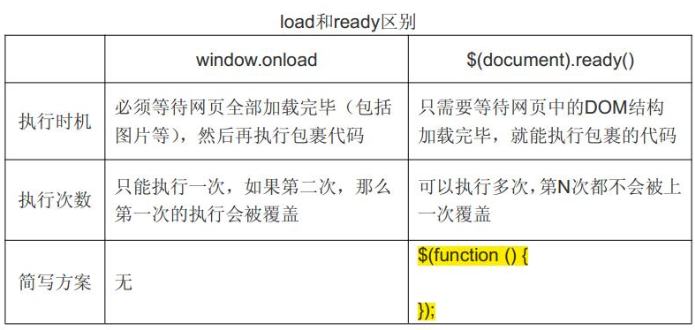 load和ready区别
window.onload
$(document).ready()
执行时机
必须等待网页全部加载完毕（包括
图片等），然后再执行包裹代码
只需要等待网页中的DOM结构
加载完毕，就能执行包裹的代码
执行次数
只能执行一次，如果第二次，那么
第一次的执行会被覆盖
可以执行多次，第N次都不会被上
一次覆盖
简写方案
无
$(function () {
});